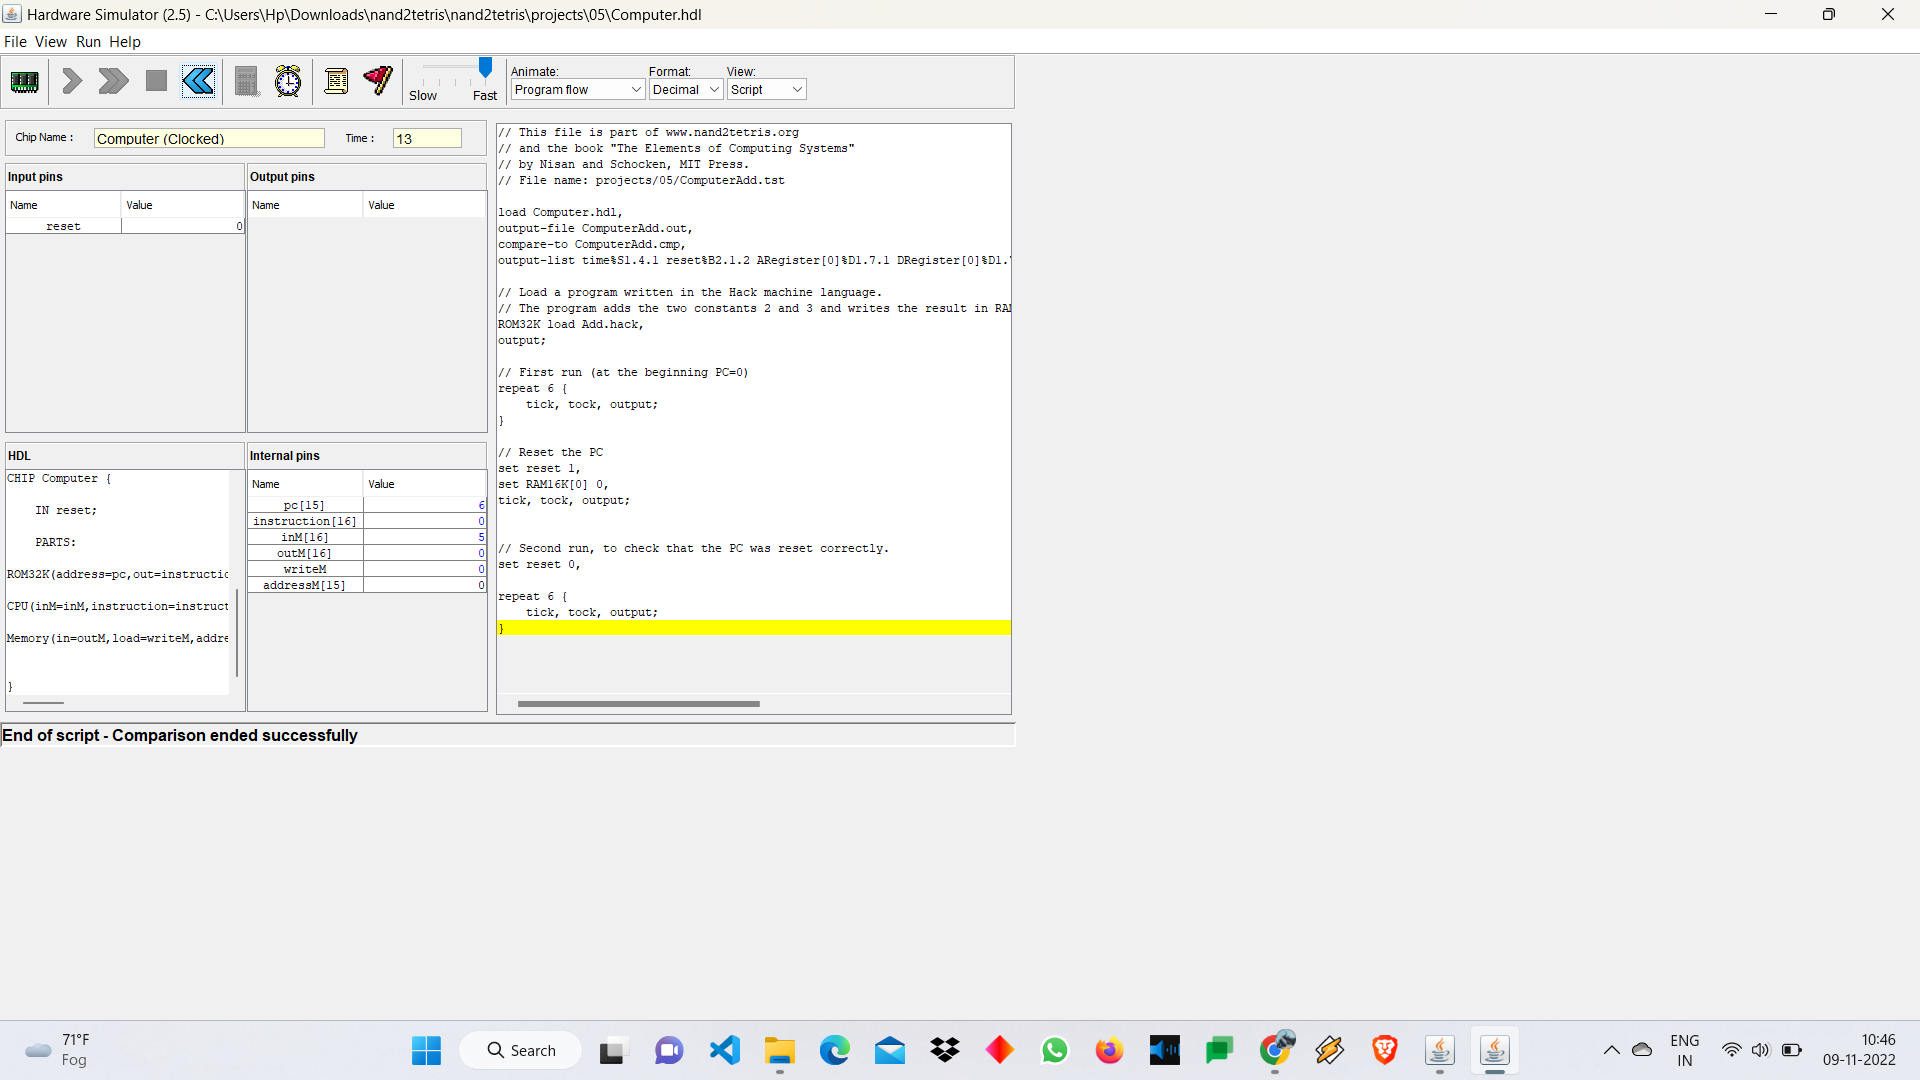 Hardware Simulator (2.5) - C:\Users\Hp\Downloads\nand2tetris\nand2tetris\projects\05\Computer.hdl
File View Run Help
Slow Fast
Animate: Format: View:
Program flow Decimal Script
Chip Name : Computer (Clocked) Time : 13
Input pins
Name Value
reset 0
Output pins
Name Value
HDL
CHIP Computer {
IN reset;
PARTS:
ROM32K(address=pc,out=instructio
CPU(inM=inM,instruction=instruct
Memory(in=outM,load=writeM,addre
}
Internal pins
Name Value
pc[15] 6
instruction[16] 0
inM[16] 5
outM[16] 0
writeM 0
addressM[15] 0
// This file is part of www.nand2tetris.org
// and the book "The Elements of Computing Systems"
// by Nisan and Schocken, MIT Press.
// File name: projects/05/ComputerAdd.tst
load Computer.hdl,
output-file ComputerAdd.out,
compare-to ComputerAdd.cmp,
output-list time%S1.4.1 reset%B2.1.2 ARegister[0]%D1.7.1 DRegister[0]%D1.
// Load a program written in the Hack machine language.
// The program adds the two constants 2 and 3 and writes the result in RA
ROM32K load Add.hack,
output;
// First run (at the beginning PC=0)
repeat 6 {
tick, tock, output;
}
// Reset the PC
set reset 1,
set RAM16K[0] 0,
tick, tock, output;
// Second run, to check that the PC was reset correctly.
set reset 0,
repeat 6 {
tick, tock, output;
}
End of script - Comparison ended successfully
71°F
Fog
Search
ENG
IN
10:46
09-11-2022